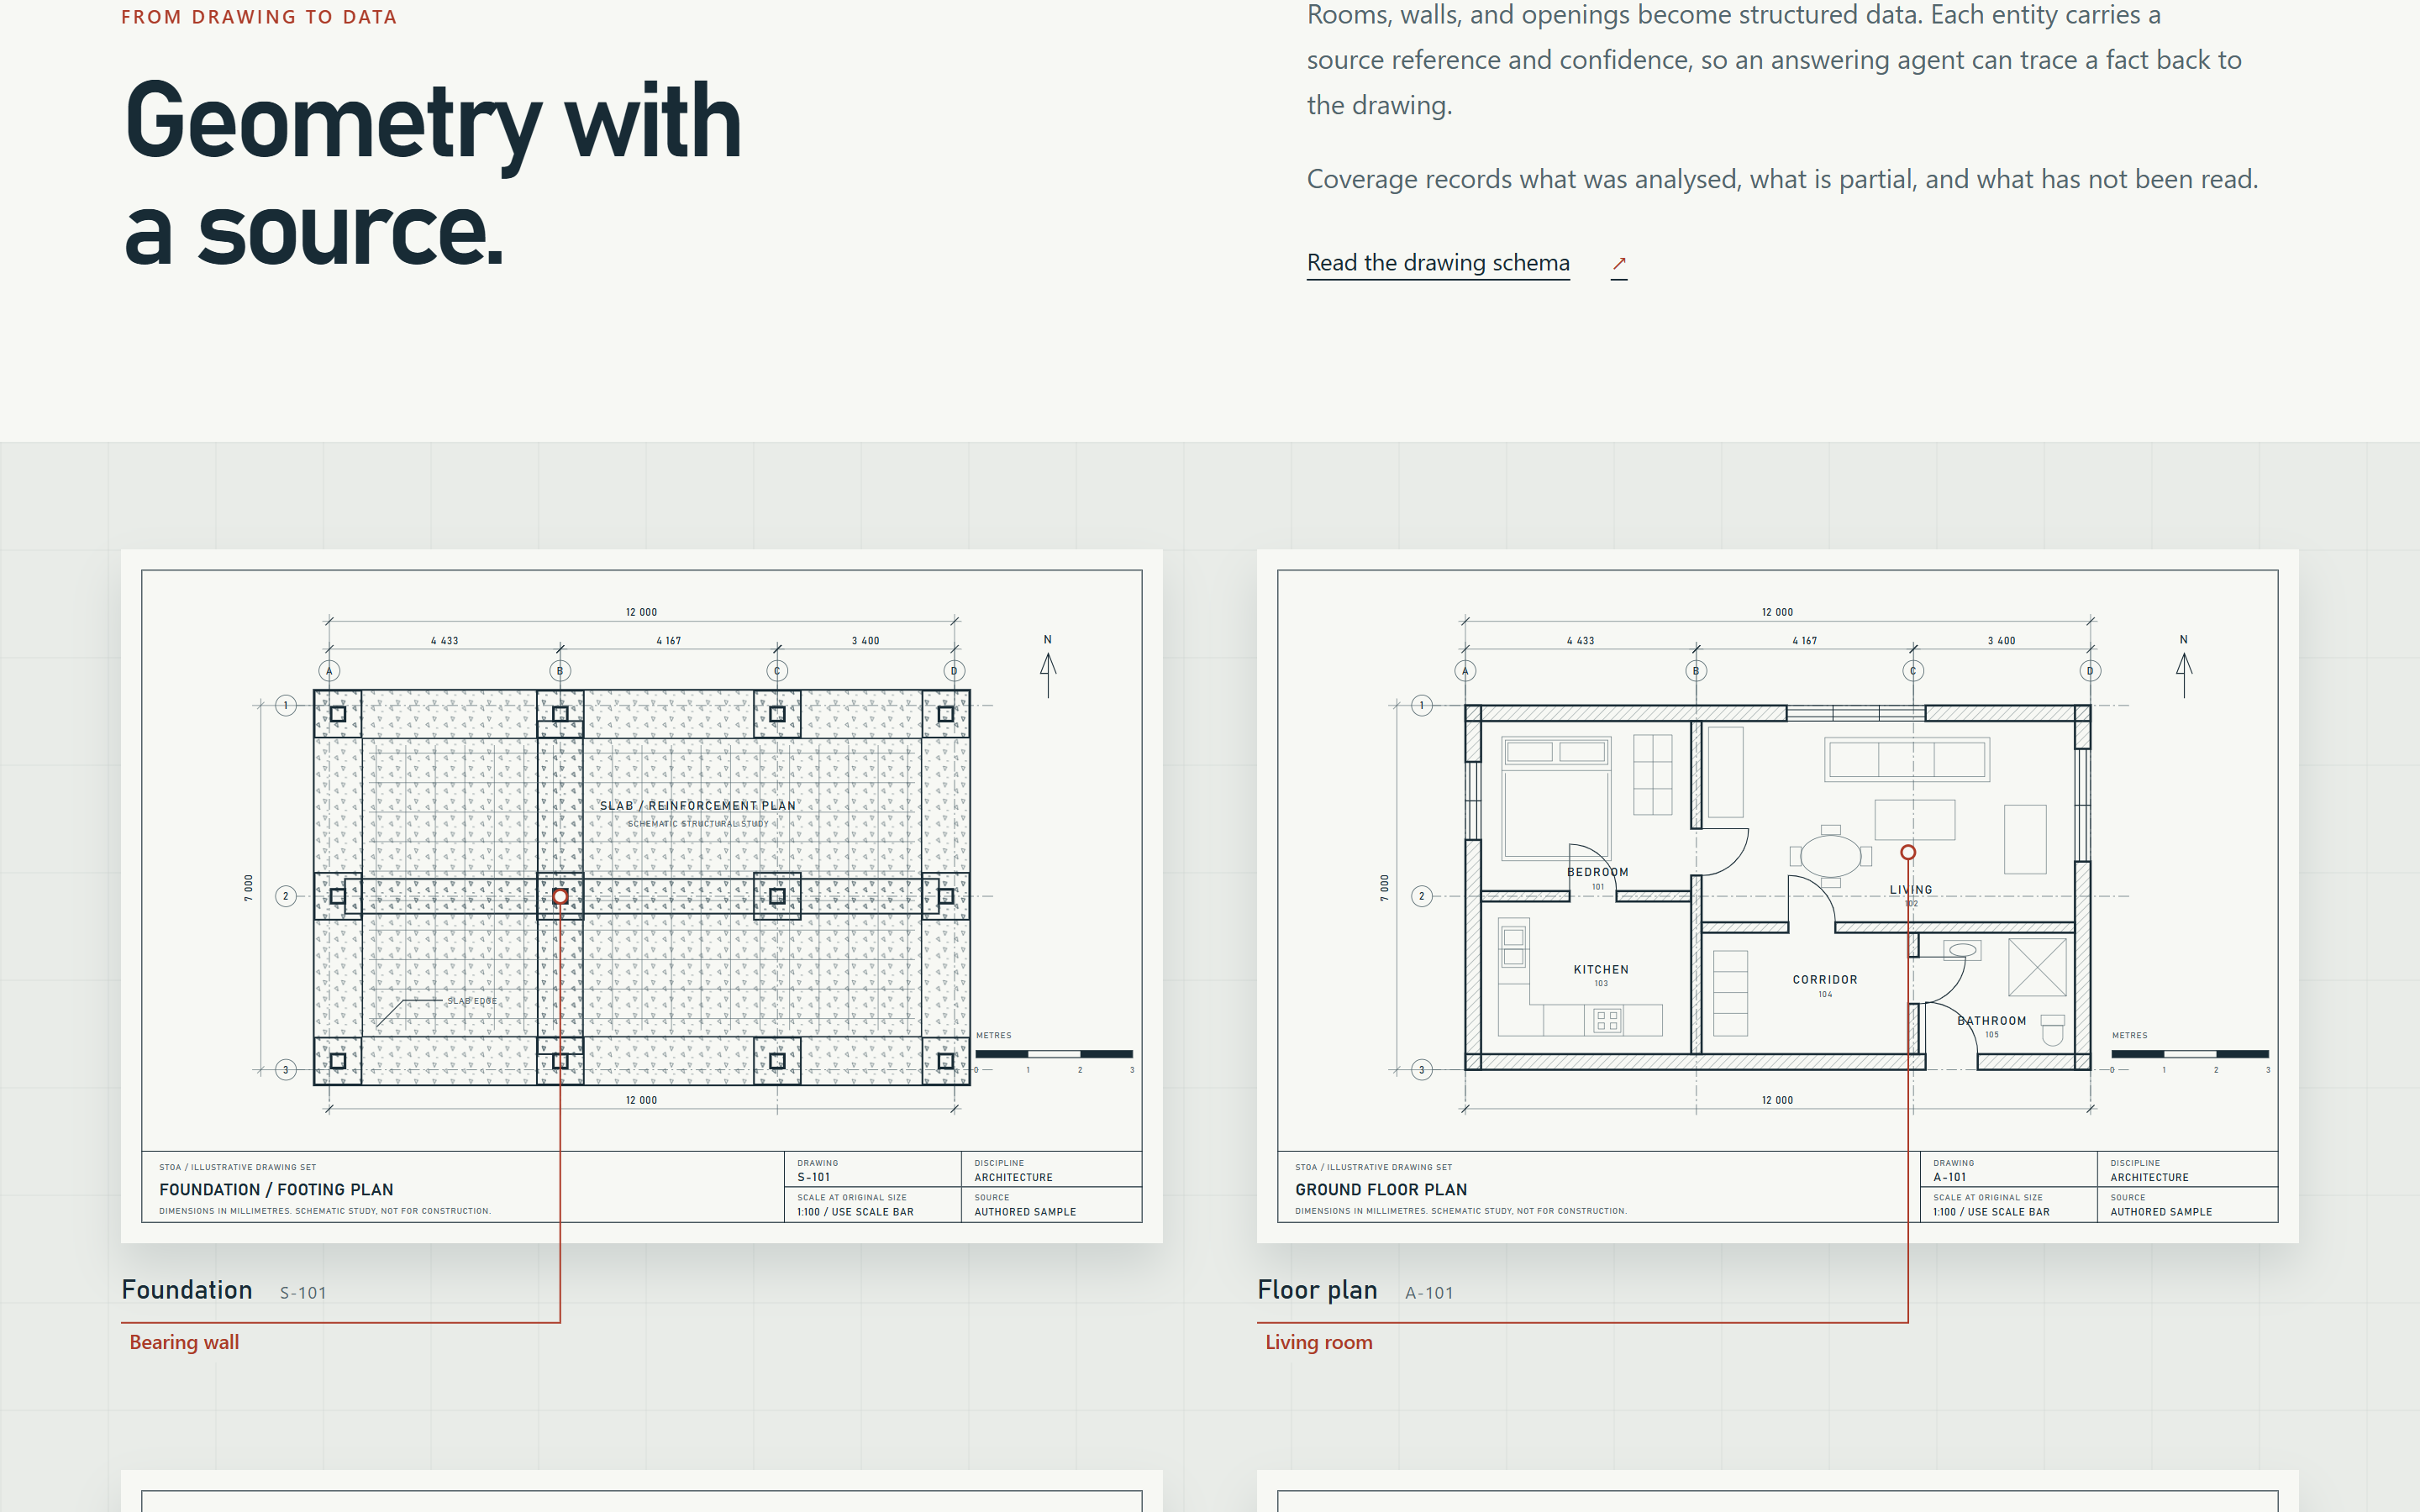 FROM DRAWING TO DATA
Geometry with
a source.
Rooms, walls, and openings become structured data. Each entity carries a
source reference and confidence, so an answering agent can trace a fact back to
the drawing.
Coverage records what was analysed, what is partial, and what has not been read.
Read the drawing schema ↗
12 000
4 433 4 167 3 400
N
A B C D
1
SLAB / REINFORCEMENT PLAN
SCHEMATIC STRUCTURAL STUDY
7 000
2
SLAB EDGE
METRES
3
0 1 2 3
12 000
STOA / ILLUSTRATIVE DRAWING SET
FOUNDATION / FOOTING PLAN
DIMENSIONS IN MILLIMETRES. SCHEMATIC STUDY, NOT FOR CONSTRUCTION.
DRAWING
S-101
DISCIPLINE
ARCHITECTURE
SCALE AT ORIGINAL SIZE
1:100 / USE SCALE BAR
SOURCE
AUTHORED SAMPLE
Foundation S-101
Bearing wall
12 000
4 433 4 167 3 400
N
A B C D
1
BEDROOM
101
7 000
2
LIVING
102
KITCHEN
103
CORRIDOR
104
BATHROOM
105
METRES
3
0 1 2 3
12 000
STOA / ILLUSTRATIVE DRAWING SET
GROUND FLOOR PLAN
DIMENSIONS IN MILLIMETRES. SCHEMATIC STUDY, NOT FOR CONSTRUCTION.
DRAWING
A-101
DISCIPLINE
ARCHITECTURE
SCALE AT ORIGINAL SIZE
1:100 / USE SCALE BAR
SOURCE
AUTHORED SAMPLE
Floor plan A-101
Living room